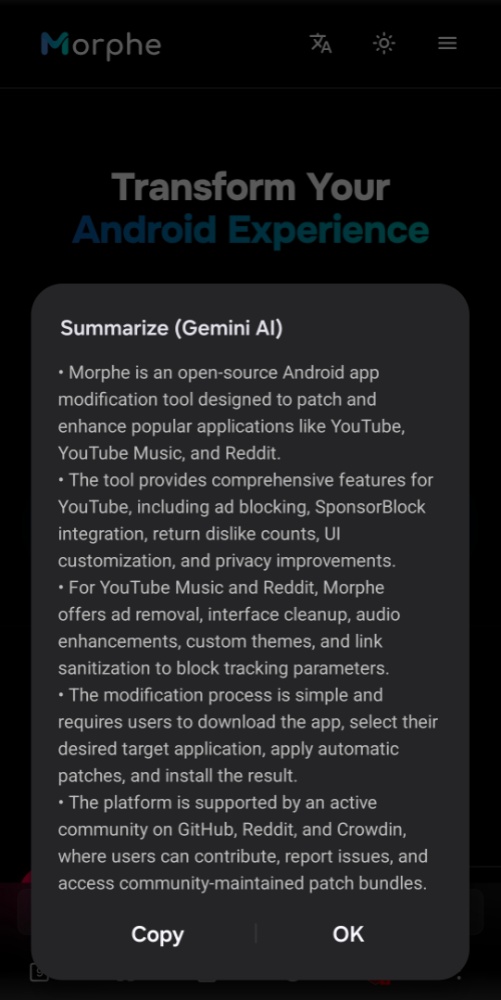 Morphe
Transform Your
Android Experience
Summarize (Gemini AI)
• Morphe is an open-source Android app
modification tool designed to patch and
enhance popular applications like YouTube,
YouTube Music, and Reddit.
• The tool provides comprehensive features for
YouTube, including ad blocking, SponsorBlock
integration, return dislike counts, UI
customization, and privacy improvements.
• For YouTube Music and Reddit, Morphe
offers ad removal, interface cleanup, audio
enhancements, custom themes, and link
sanitization to block tracking parameters.
• The modification process is simple and
requires users to download the app, select their
desired target application, apply automatic
patches, and install the result.
• The platform is supported by an active
community on GitHub, Reddit, and Crowdin,
where users can contribute, report issues, and
access community-maintained patch bundles.
Copy
OK